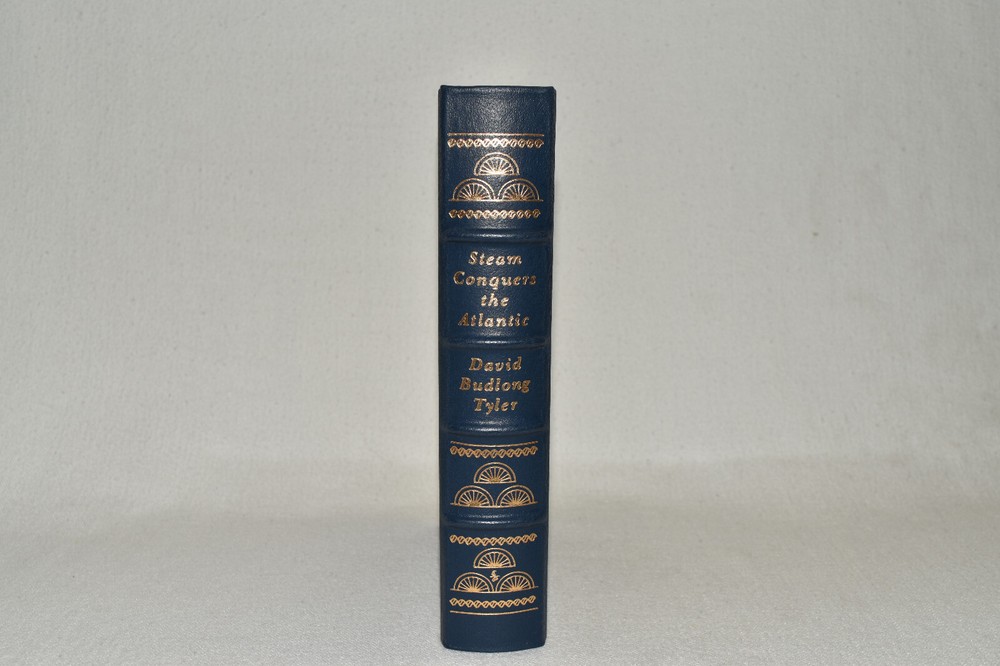 Steam
Conquers
the
Atlantic
David
Budlong
Tyler